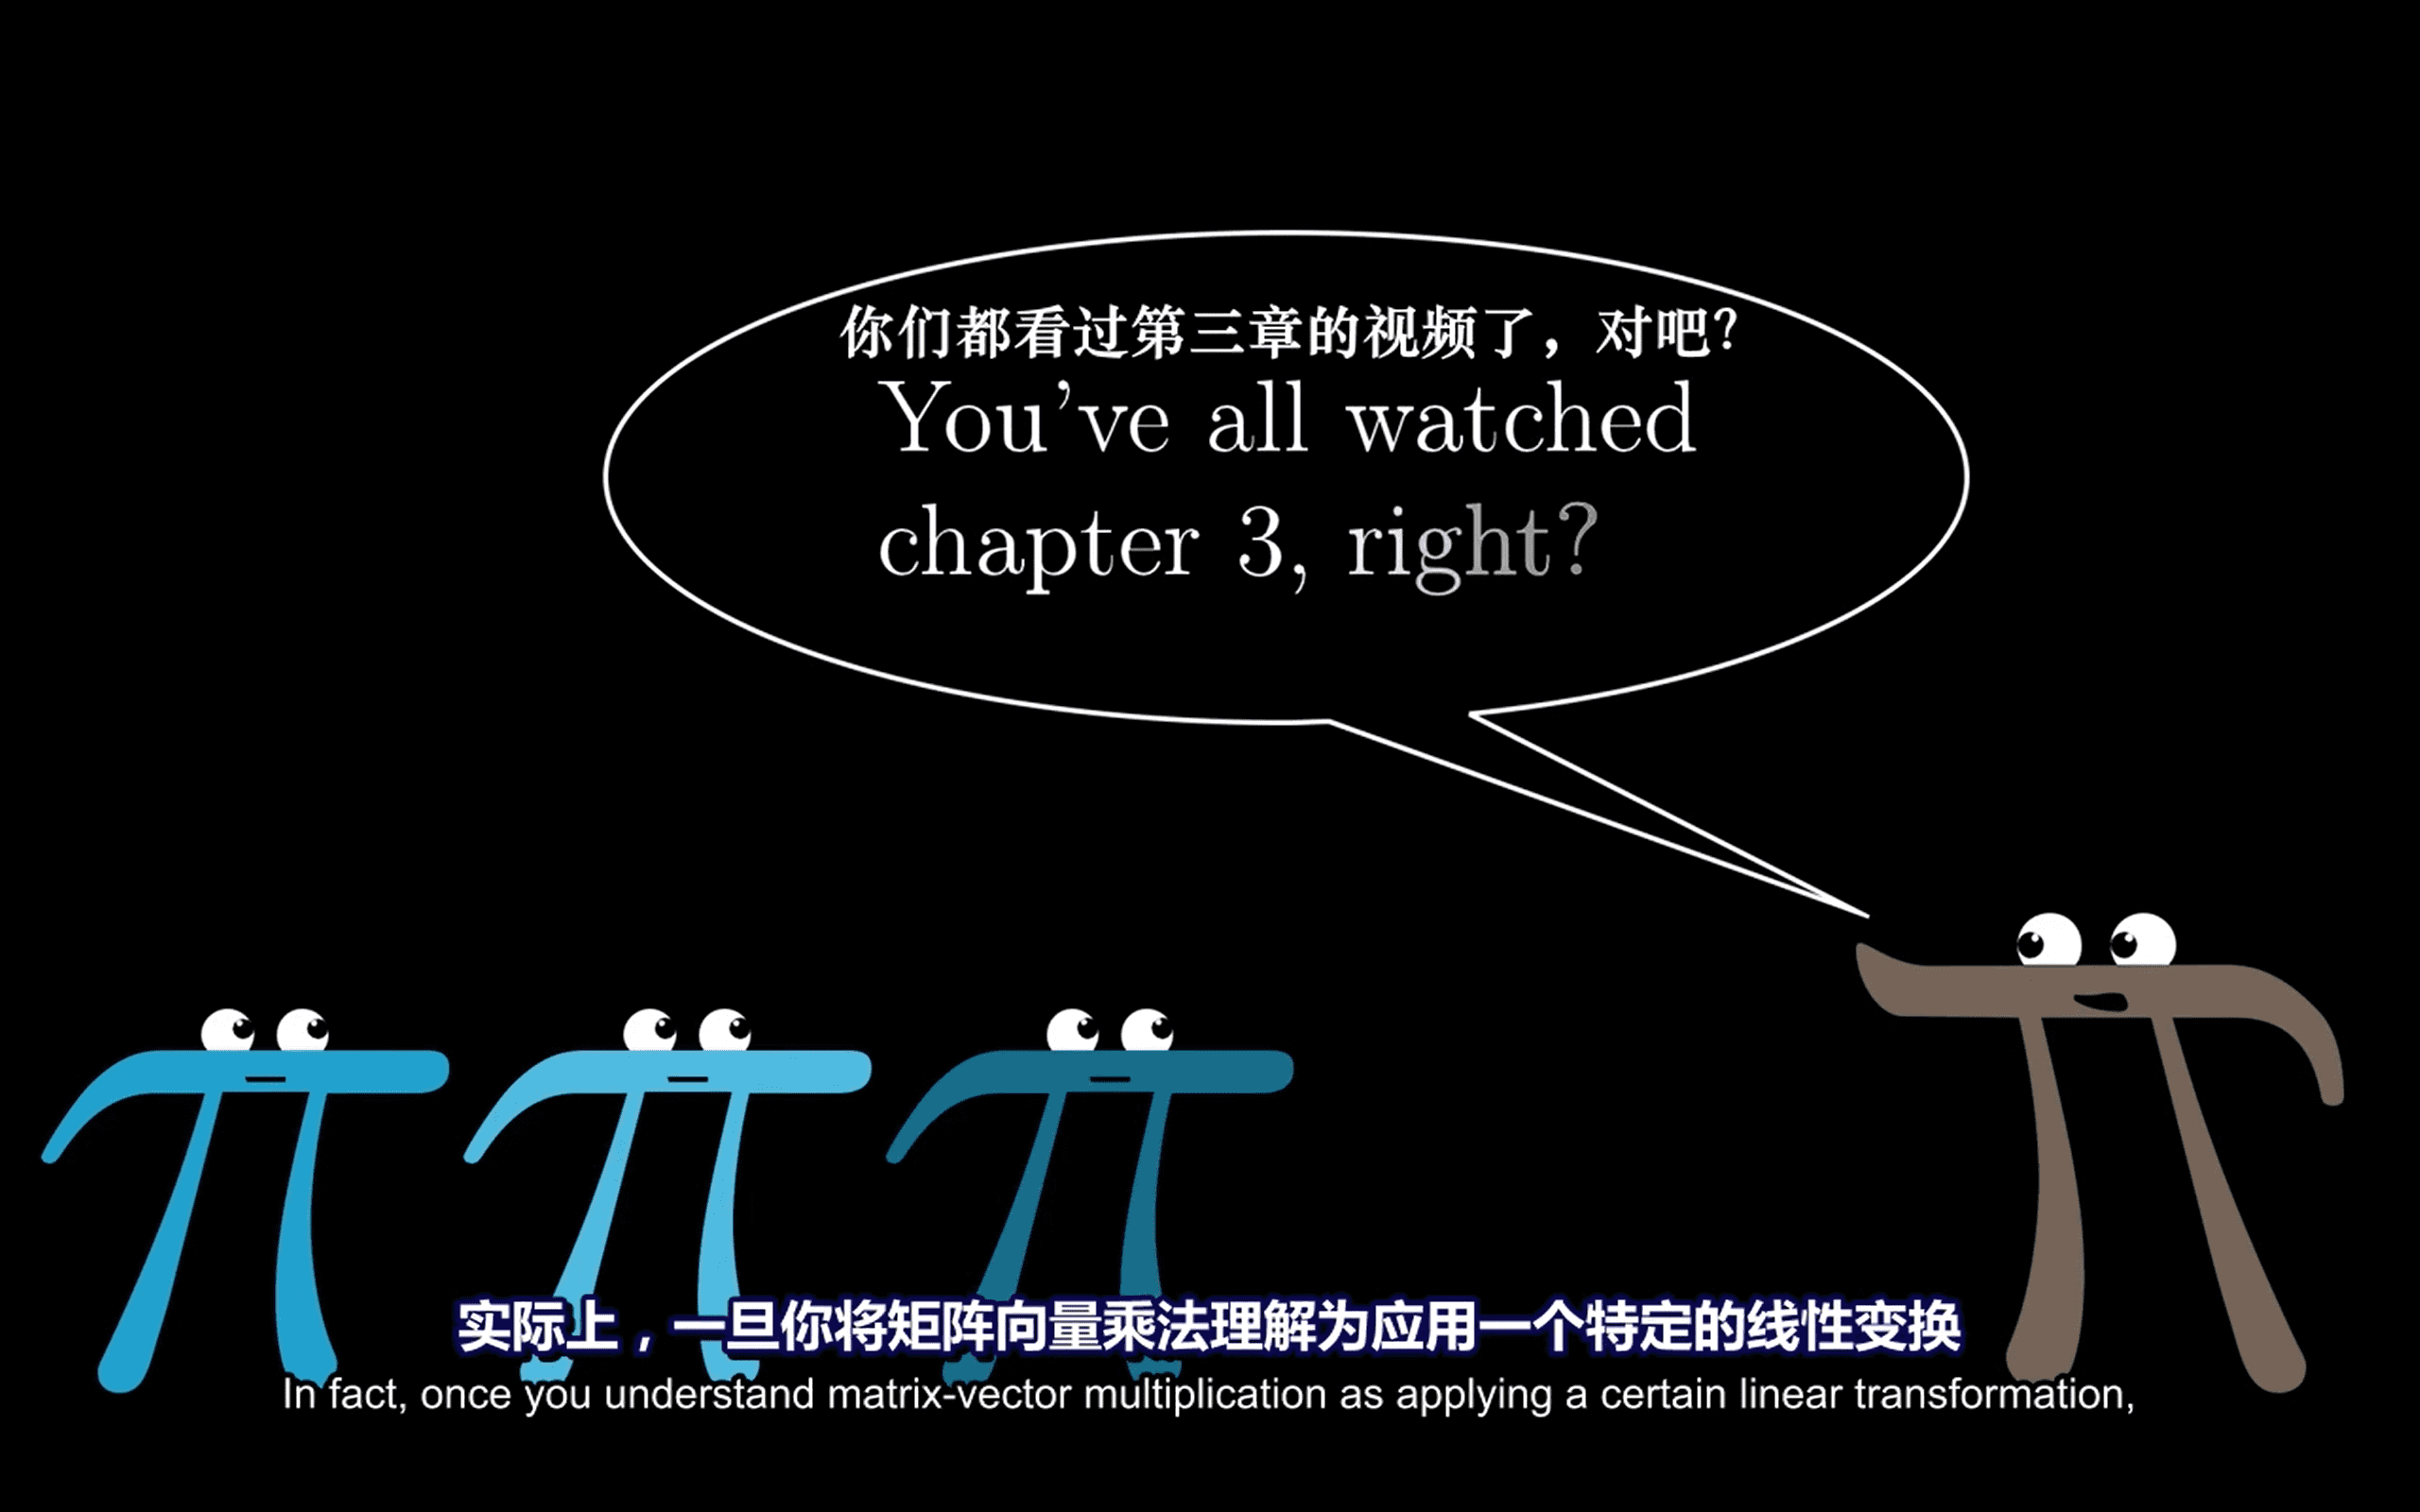 你们都看过第三章的视频了，对吧？
You've all watched
chapter 3, right?
实际上，一旦你将矩阵向量乘法理解为应用一个特定的线性变换
In fact, once you understand matrix-vector multiplication as applying a certain linear transformation,